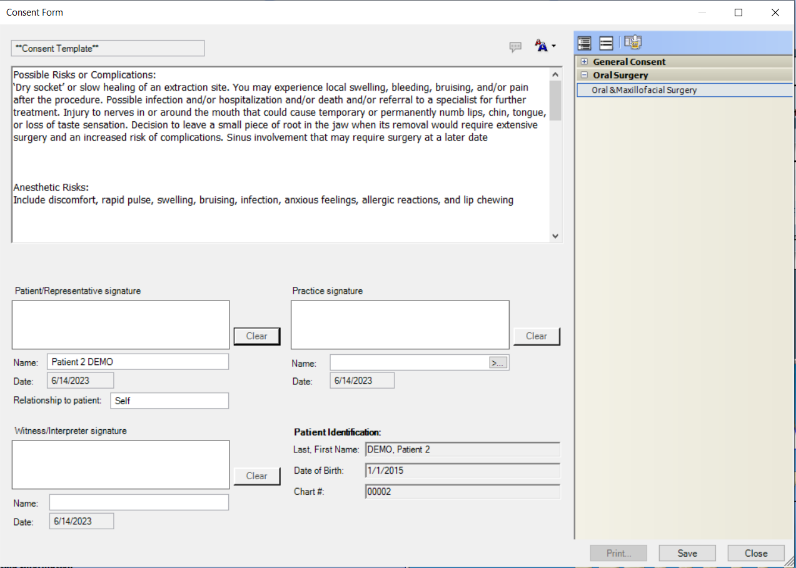 Consent Form
**Consent Template**
Possible Risks or Complications:
'Dry socket' or slow healing of an extraction site. You may experience local swelling, bleeding, bruising, and/or pain
after the procedure. Possible infection and/or hospitalization and/or death and/or referral to a specialist for further
treatment. Injury to nerves in or around the mouth that could cause temporary or permanently numb lips, chin, tongue,
or loss of taste sensation. Decision to leave a small piece of root in the jaw when its removal would require extensive
surgery and an increased risk of complications. Sinus involvement that may require surgery at a later date
Anesthetic Risks:
Include discomfort, rapid pulse, swelling, bruising, infection, anxious feelings, allergic reactions, and lip chewing
General Consent
Oral Surgery
Oral &Maxillofacial Surgery
Patient/Representative signature
Clear
Name: Patient 2 DEMO
Date: 6/14/2023
Relationship to patient: Self
Practice signature
Clear
Name: >...
Date: 6/14/2023
Witness/Interpreter signature
Clear
Name:
Date: 6/14/2023
Patient Identification:
Last, First Name: DEMO, Patient 2
Date of Birth: 1/1/2015
Chart #: 00002
Print... Save Close